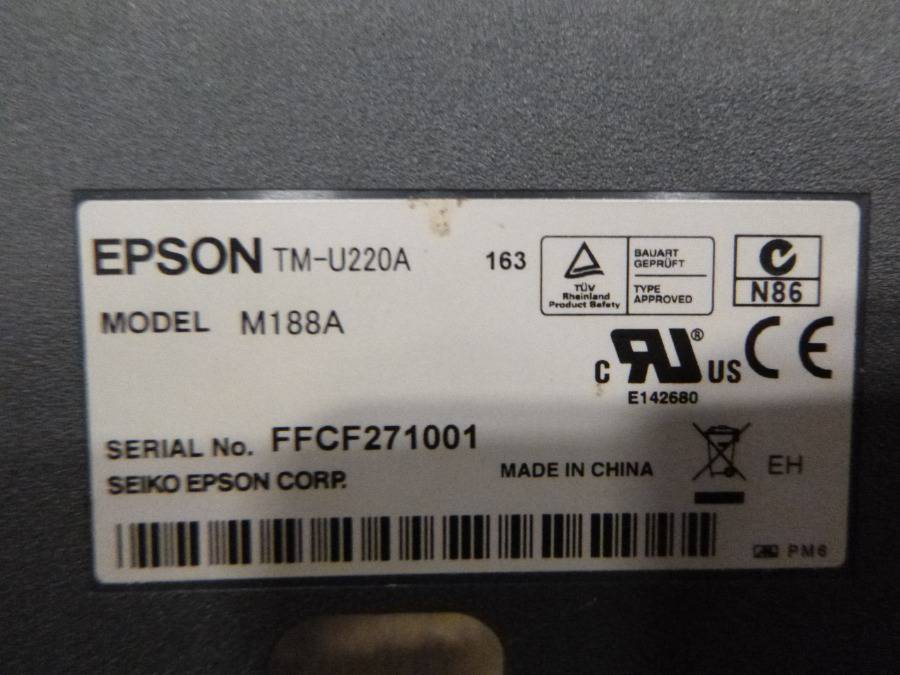 EPSON TM-U220A 163
TÜV
Rheinland
Product Safety
BAUART
GEPRÜFT
TYPE
APPROVED
N86
MODEL M188A
C RU® US CE
E142680
SERIAL No. FFCF271001
SEIKO EPSON CORP.
MADE IN CHINA
EH
PM6